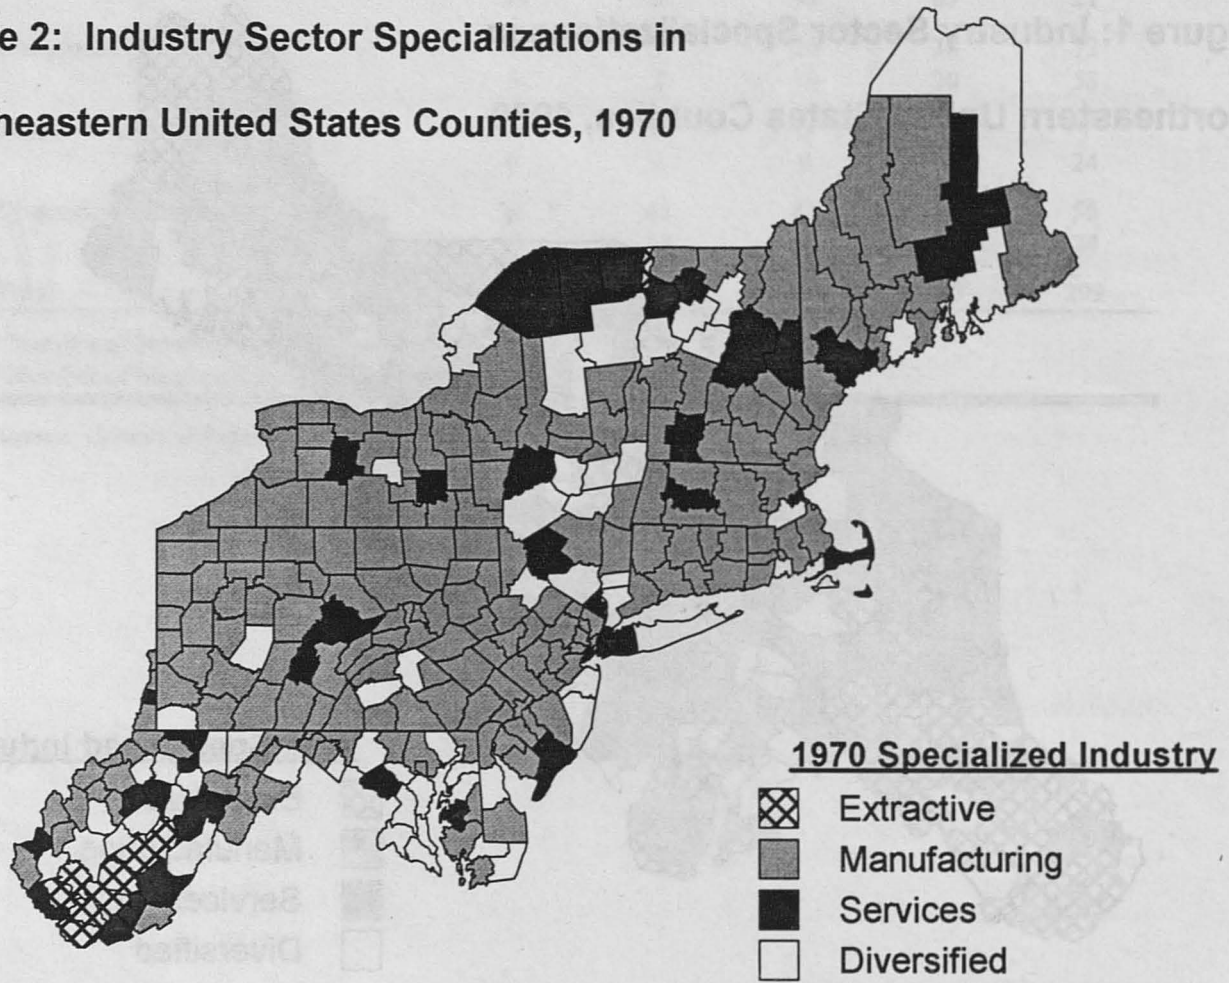 e 2: Industry Sector Specializations in
heastern United States Counties, 1970
1970 Specialized Industry
Extractive
Manufacturing
Services
Diversified